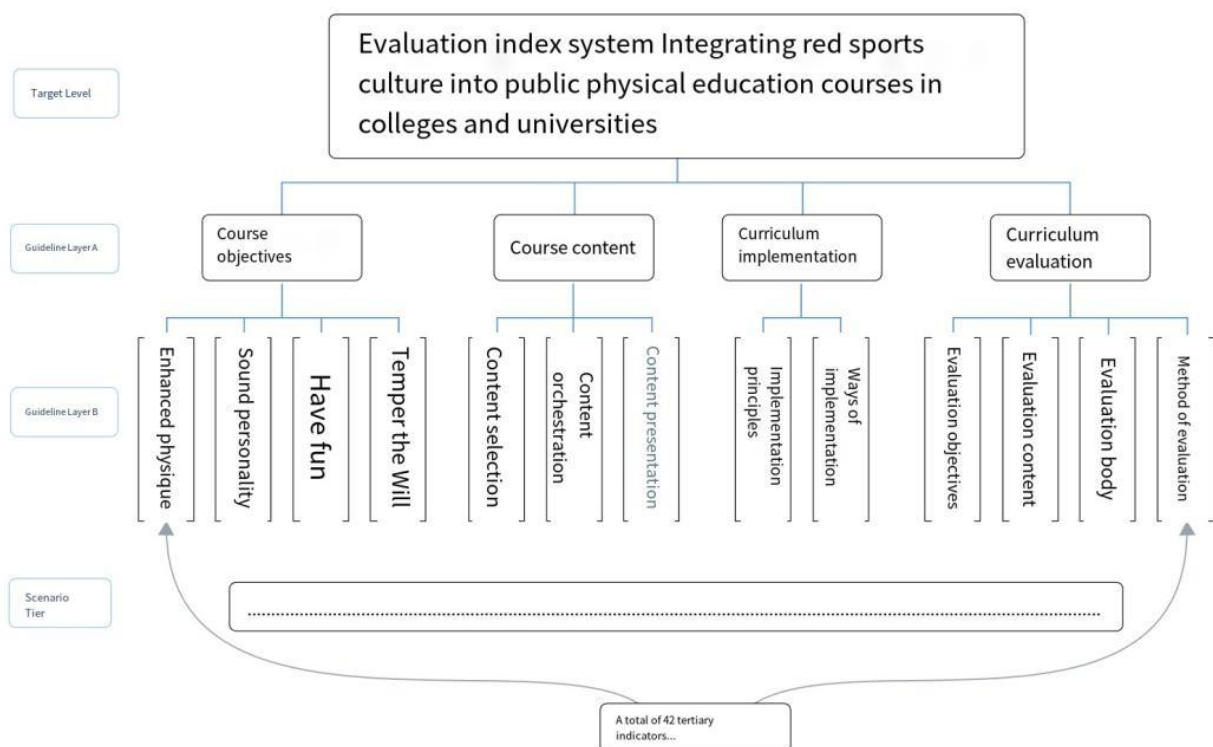 Evaluation index system Integrating red sports
culture into public physical education courses in
colleges and universities
Target Level
Guideline Layer A
Course
objectives
Course content
Curriculum
implementation
Curriculum
evaluation
Guideline Layer B
Enhanced physique
Sound personality
Have fun
Temper the Will
Content selection
Content
orchestration
Content presentation
Implementation
principles
Ways of
implementation
Evaluation objectives
Evaluation content
Evaluation body
Method of evaluation
Scenario
Tier
A total of 42 tertiary
indicators...